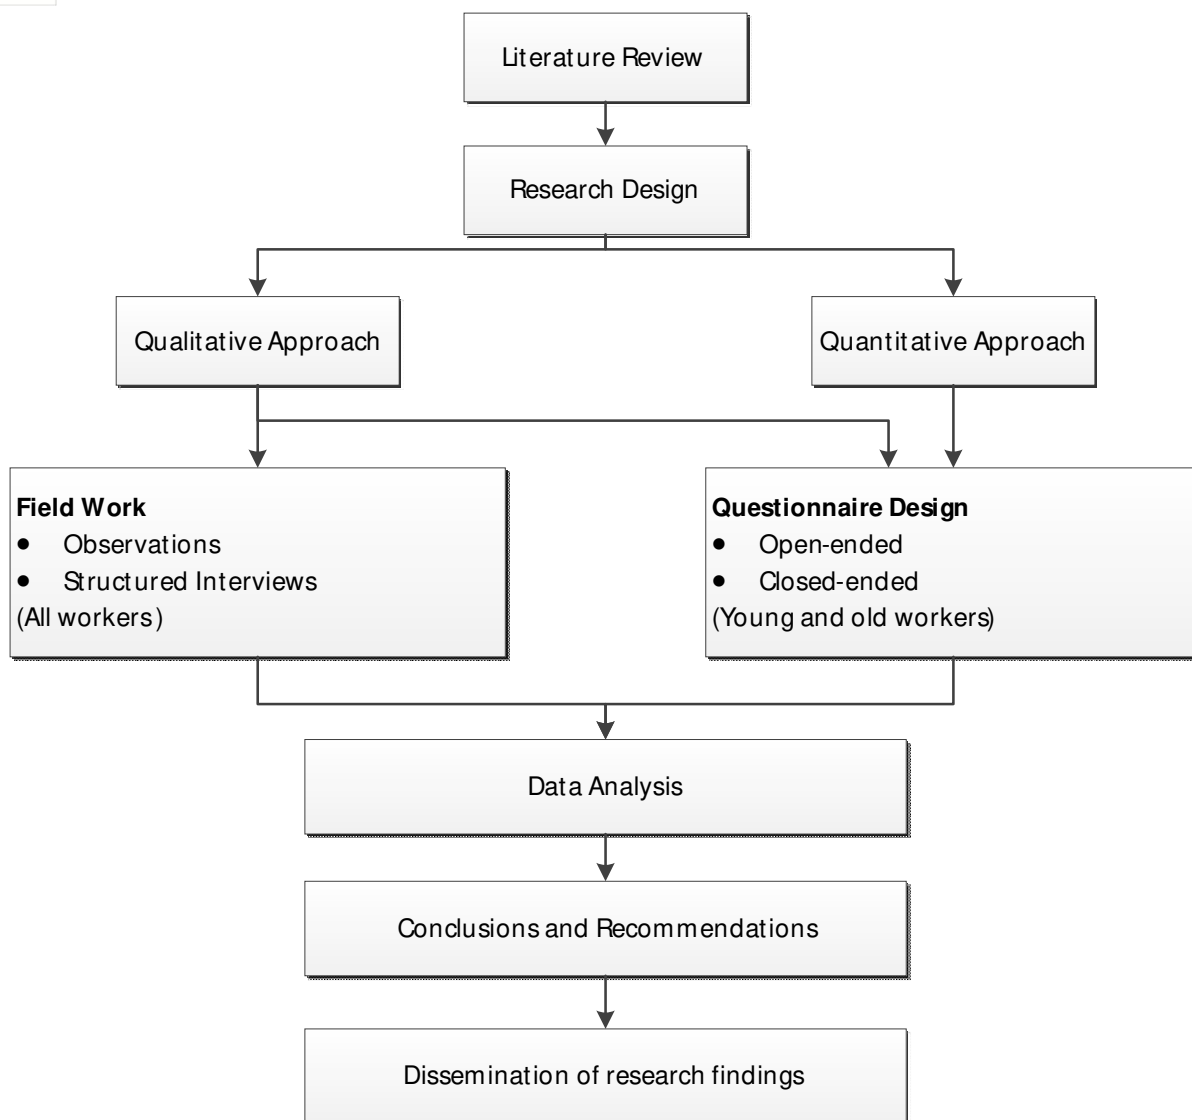 Literature Review
Research Design
Qualitative Approach
Quantitative Approach
Field Work
● Observations
● Structured Interviews
(All workers)
Questionnaire Design
● Open-ended
● Closed-ended
(Young and old workers)
Data Analysis
Conclusions and Recommendations
Dissemination of research findings